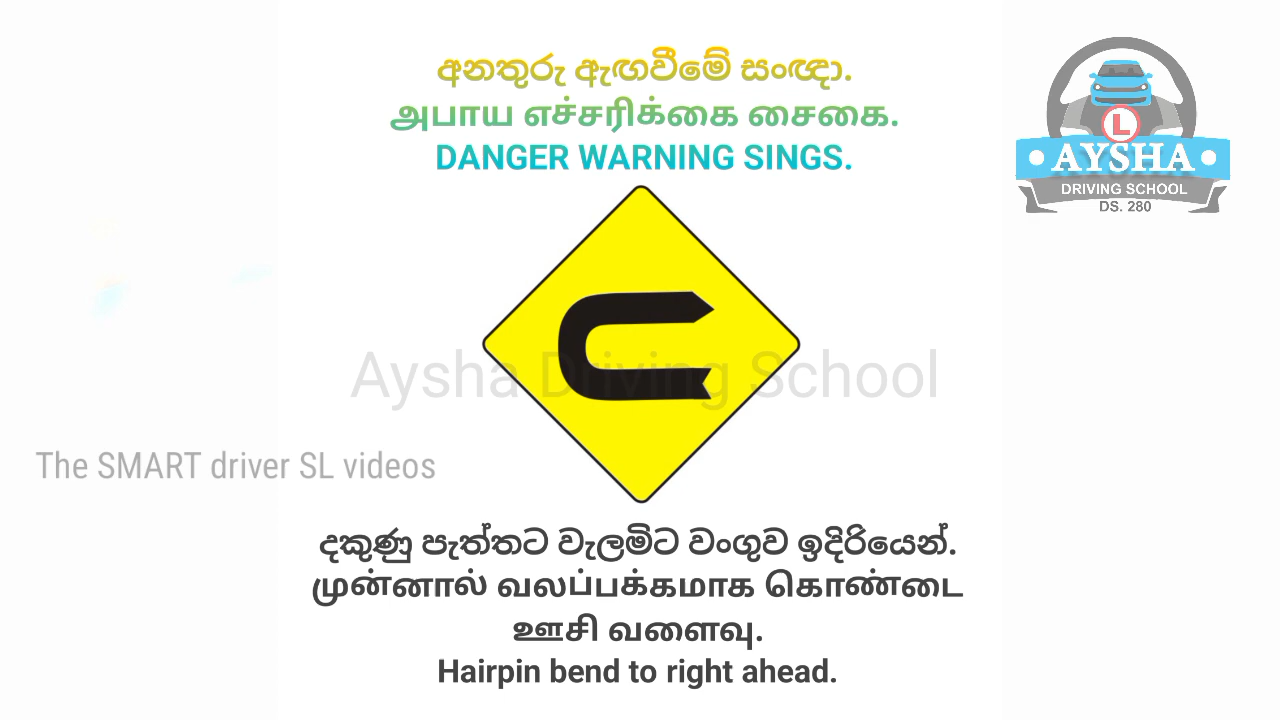 අනතුරු ඇඟවීමේ සංඥා.
அபாய எச்சரிக்கை சைகை.
DANGER WARNING SINGS.
L
AYSHA
DRIVING SCHOOL
DS. 280
Aysha Driving School
The SMART driver SL videos
දකුණු පැත්තට වැලමිට වංගුව ඉදිරියෙන්.
முன்னால் வலப்பக்கமாக கொண்டை
ஊசி வளைவு.
Hairpin bend to right ahead.